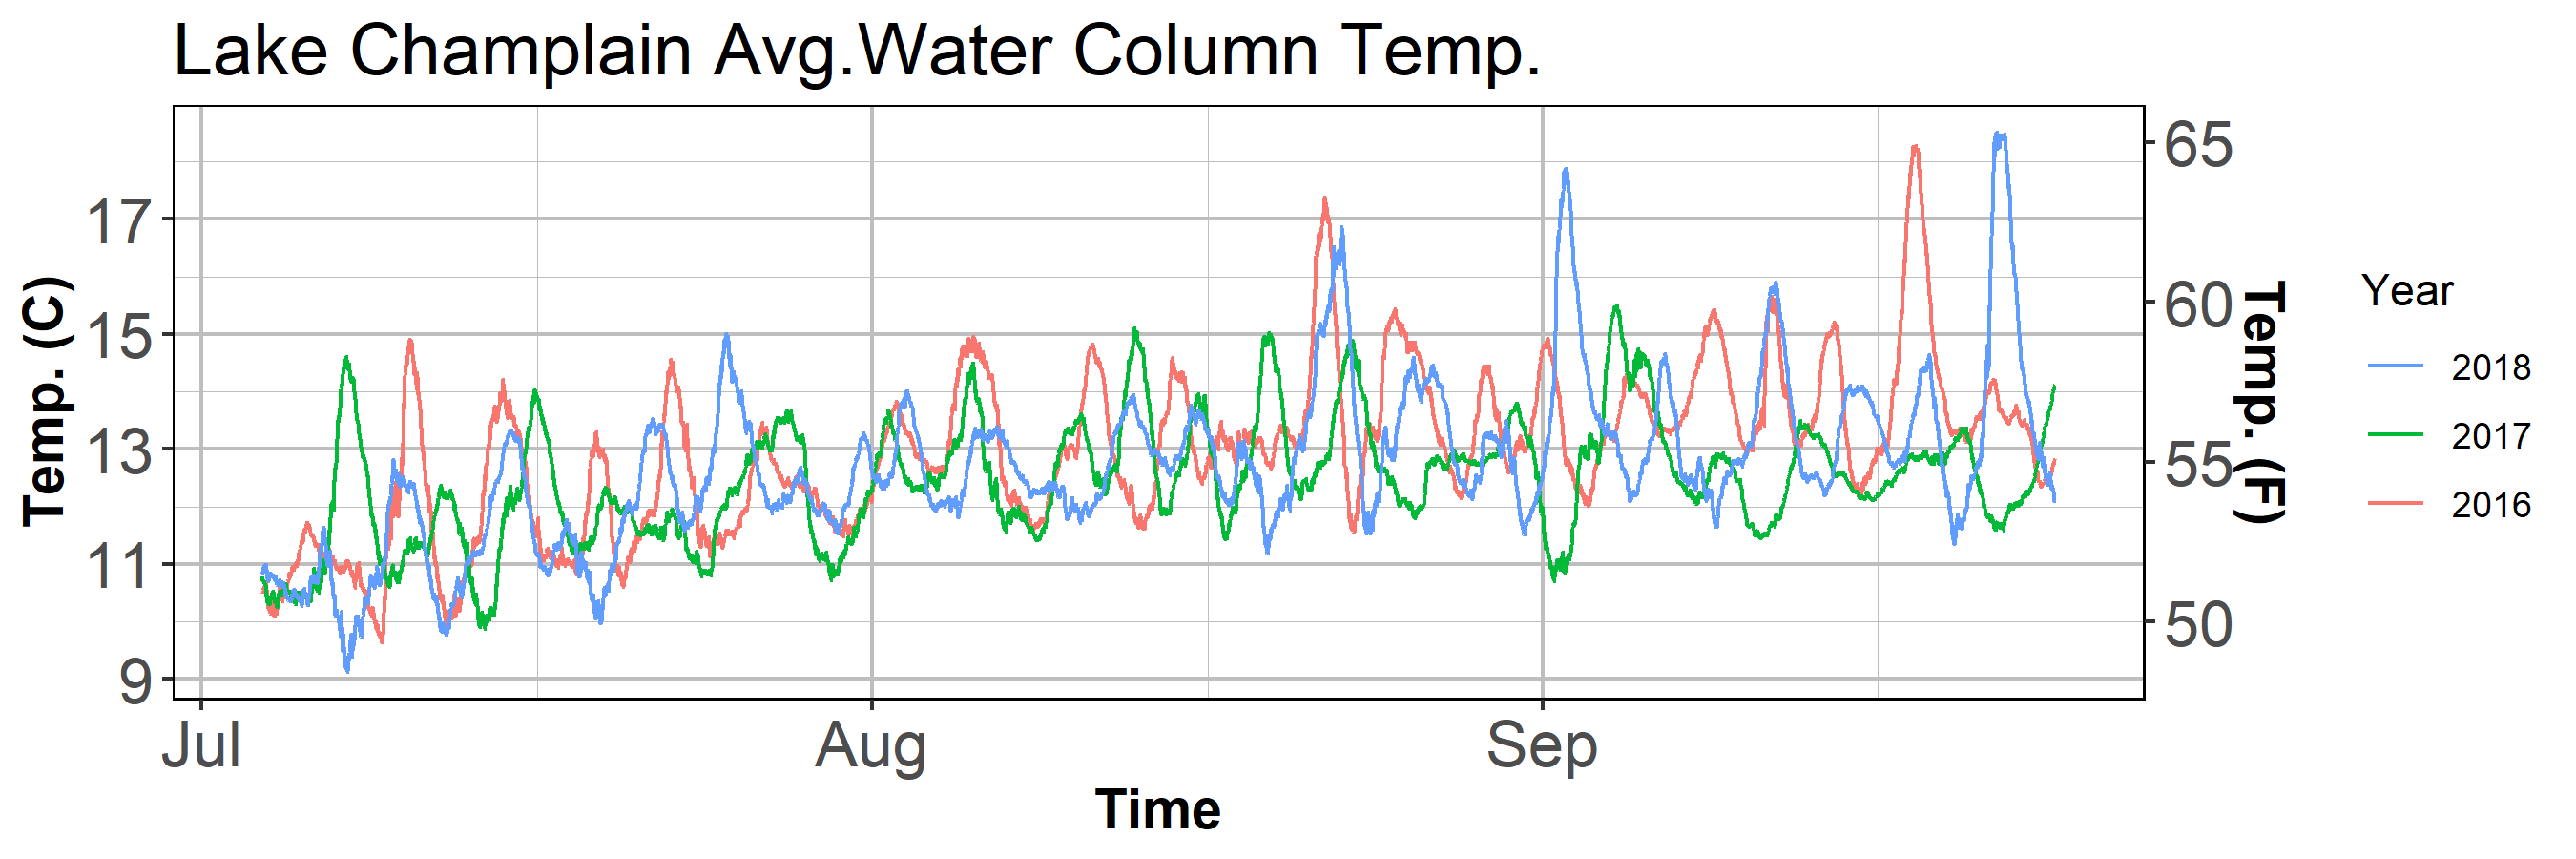 Lake Champlain Avg.Water Column Temp.
Temp. (C)
17
15
13
11
9
65
60
55
50
Temp. (F)
Jul
Aug
Sep
Time
Year
2018
2017
2016